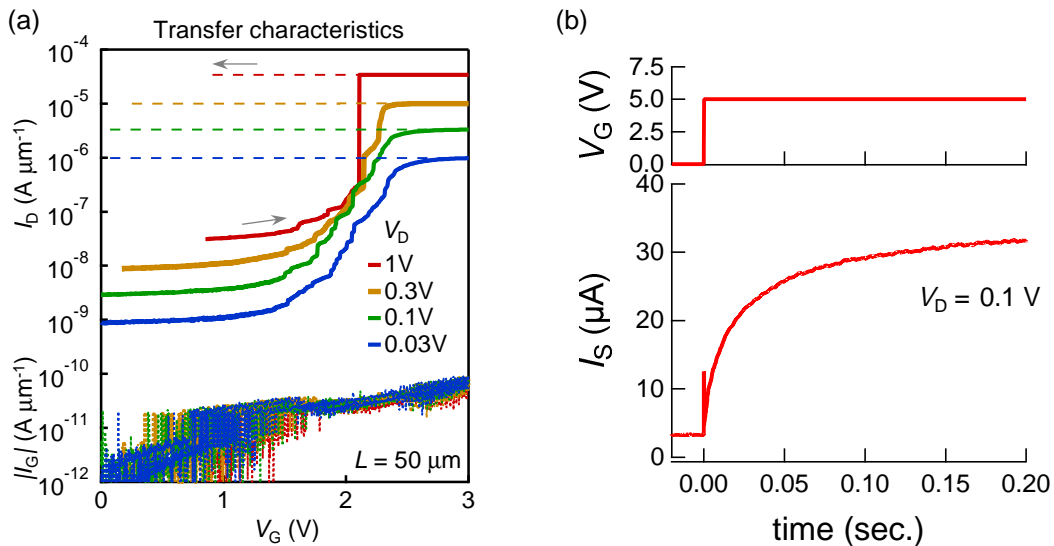 (a)
Transfer characteristics
10⁻⁴
10⁻⁵
10⁻⁶
10⁻⁷
10⁻⁸
10⁻⁹
10⁻¹⁰
10⁻¹¹
10⁻¹²
I_D (A µm⁻¹)
|I_G| (A µm⁻¹)
V_D
1V
0.3V
0.1V
0.03V
L = 50 µm
0 1 2 3
V_G (V)
(b)
7.5
5.0
2.5
0.0
V_G (V)
40
30
20
10
0
I_S (µA)
V_D = 0.1 V
0.00 0.05 0.10 0.15 0.20
time (sec.)